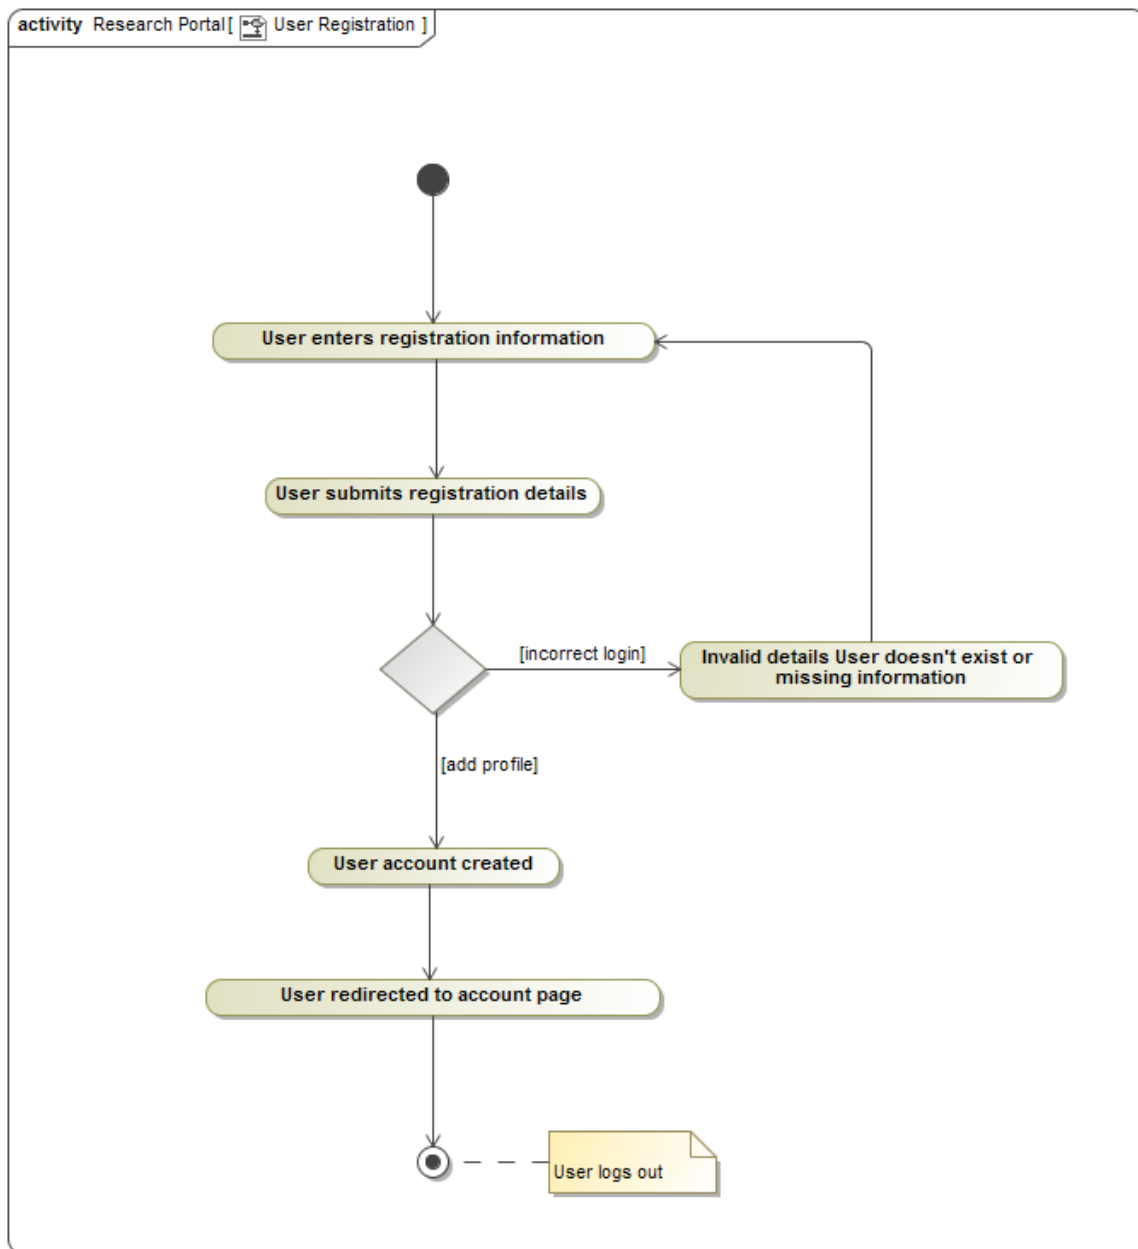 activity Research Portal[ User Registration ]
User enters registration information
User submits registration details
[incorrect login]
Invalid details User doesn't exist or
missing information
[add profile]
User account created
User redirected to account page
User logs out